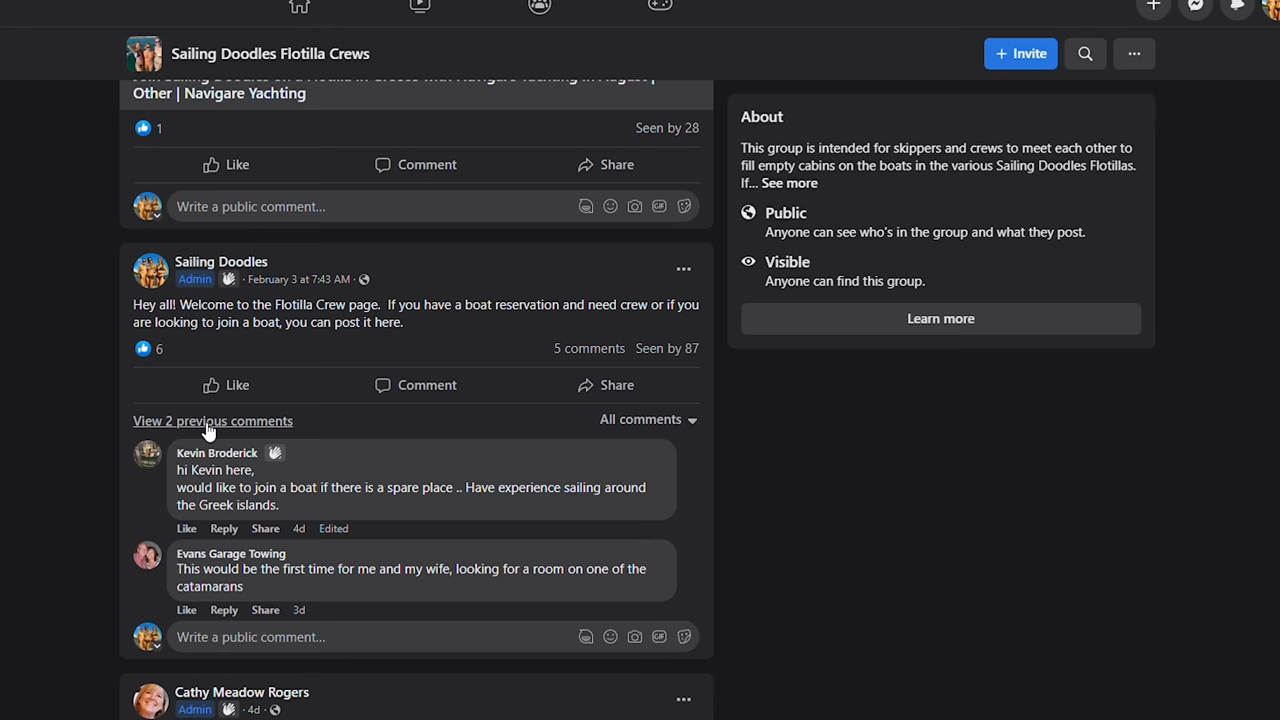 Sailing Doodles Flotilla Crews
+ Invite
Other | Navigare Yachting
1
Seen by 28
Like
Comment
Share
Write a public comment...
GIF
Sailing Doodles
Admin · February 3 at 7:43 AM ·
Hey all! Welcome to the Flotilla Crew page. If you have a boat reservation and need crew or if you
are looking to join a boat, you can post it here.
6
5 comments Seen by 87
Like
Comment
Share
View 2 previous comments
All comments
Kevin Broderick
hi Kevin here,
would like to join a boat if there is a spare place .. Have experience sailing around
the Greek islands.
Like Reply Share 4d Edited
Evans Garage Towing
This would be the first time for me and my wife, looking for a room on one of the
catamarans
Like Reply Share 3d
Write a public comment...
GIF
Cathy Meadow Rogers
Admin · 4d ·
About
This group is intended for skippers and crews to meet each other to
fill empty cabins on the boats in the various Sailing Doodles Flotillas.
If... See more
Public
Anyone can see who's in the group and what they post.
Visible
Anyone can find this group.
Learn more